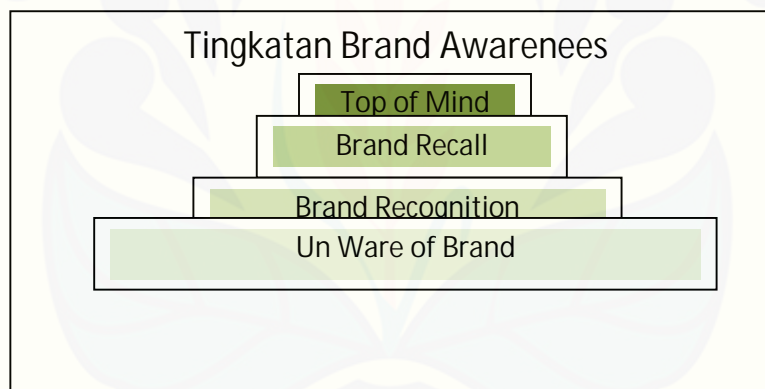 Tingkatan Brand Awarenees
Top of Mind
Brand Recall
Brand Recognition
Un Ware of Brand